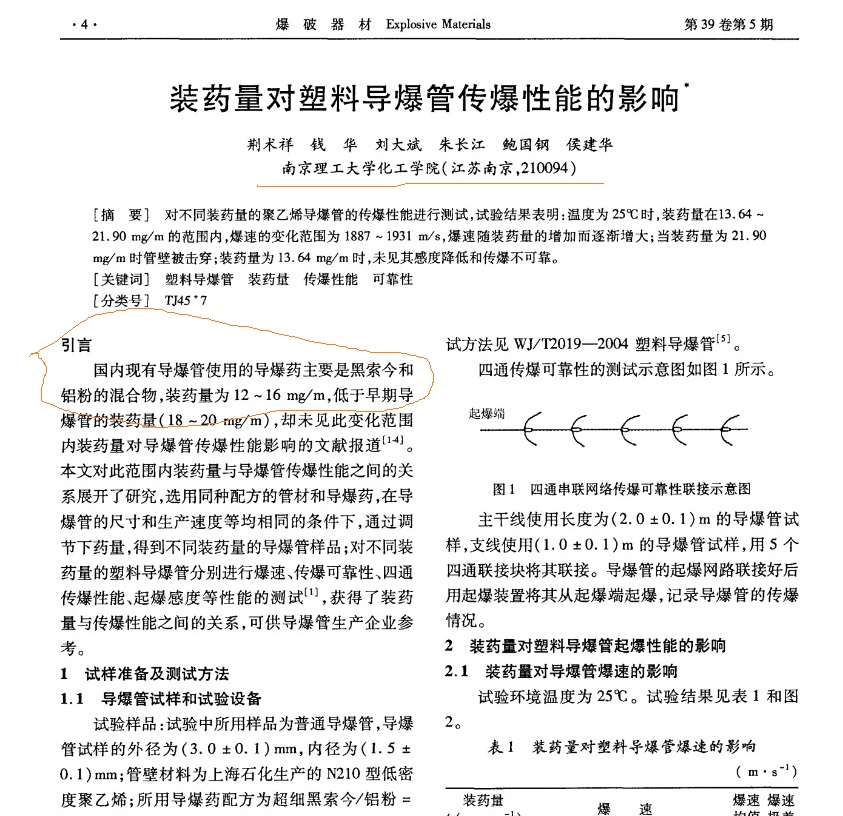 ·4·
爆 破 器 材 Explosive Materials
第39卷第5期
装药量对塑料导爆管传爆性能的影响*
荆术祥 钱 华 刘大斌 朱长江 鲍国钢 侯建华
南京理工大学化工学院(江苏南京,210094)
[摘 要] 对不同装药量的聚乙烯导爆管的传爆性能进行测试,试验结果表明:温度为25℃时,装药量在13.64~
21.90 mg/m的范围内,爆速的变化范围为1887~1931 m/s,爆速随装药量的增加而逐渐增大;当装药量为21.90
mg/m时管壁被击穿;装药量为13.64 mg/m时,未见其感度降低和传爆不可靠。
[关键词] 塑料导爆管 装药量 传爆性能 可靠性
[分类号] TJ45+7
引言
国内现有导爆管使用的导爆药主要是黑索今和
铝粉的混合物,装药量为12~16 mg/m,低于早期导
爆管的装药量(18~20 mg/m),却未见此变化范围
内装药量对导爆管传爆性能影响的文献报道[1-4]。
本文对此范围内装药量与导爆管传爆性能之间的关
系展开了研究,选用同种配方的管材和导爆药,在导
爆管的尺寸和生产速度等均相同的条件下,通过调
节下药量,得到不同装药量的导爆管样品;对不同装
药量的塑料导爆管分别进行爆速、传爆可靠性、四通
传爆性能、起爆感度等性能的测试[1],获得了装药
量与传爆性能之间的关系,可供导爆管生产企业参
考。
1 试样准备及测试方法
1.1 导爆管试样和试验设备
试验样品:试验中所用样品为普通导爆管,导爆
管试样的外径为(3.0±0.1)mm,内径为(1.5±
0.1)mm;管壁材料为上海石化生产的N210型低密
度聚乙烯;所用导爆药配方为超细黑索今/铝粉=
试方法见WJ/T2019—2004 塑料导爆管[5]。
四通传爆可靠性的测试示意图如图1所示。
起爆端
图1 四通串联网络传爆可靠性联接示意图
主干线使用长度为(2.0±0.1)m的导爆管试
样,支线使用(1.0±0.1)m的导爆管试样,用5个
四通联接块将其联接。导爆管的起爆网路联接好后
用起爆装置将其从起爆端起爆,记录导爆管的传爆
情况。
2 装药量对塑料导爆管起爆性能的影响
2.1 装药量对导爆管爆速的影响
试验环境温度为25℃。试验结果见表1和图
2。
表1 装药量对塑料导爆管爆速的影响
(m·s-1)
装药量
爆 速
爆速 爆速